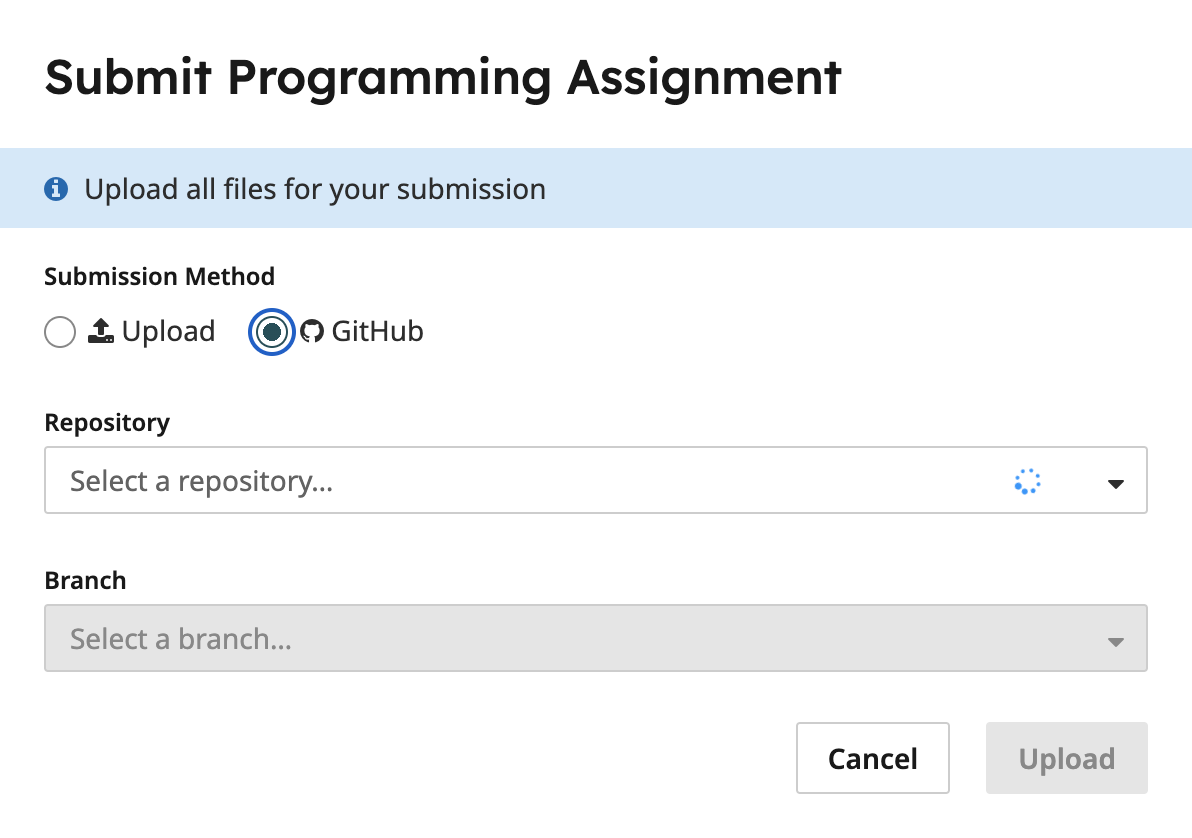 Submit Programming Assignment
Upload all files for your submission
Submission Method
Upload GitHub
Repository
Select a repository...
Branch
Select a branch...
Cancel Upload